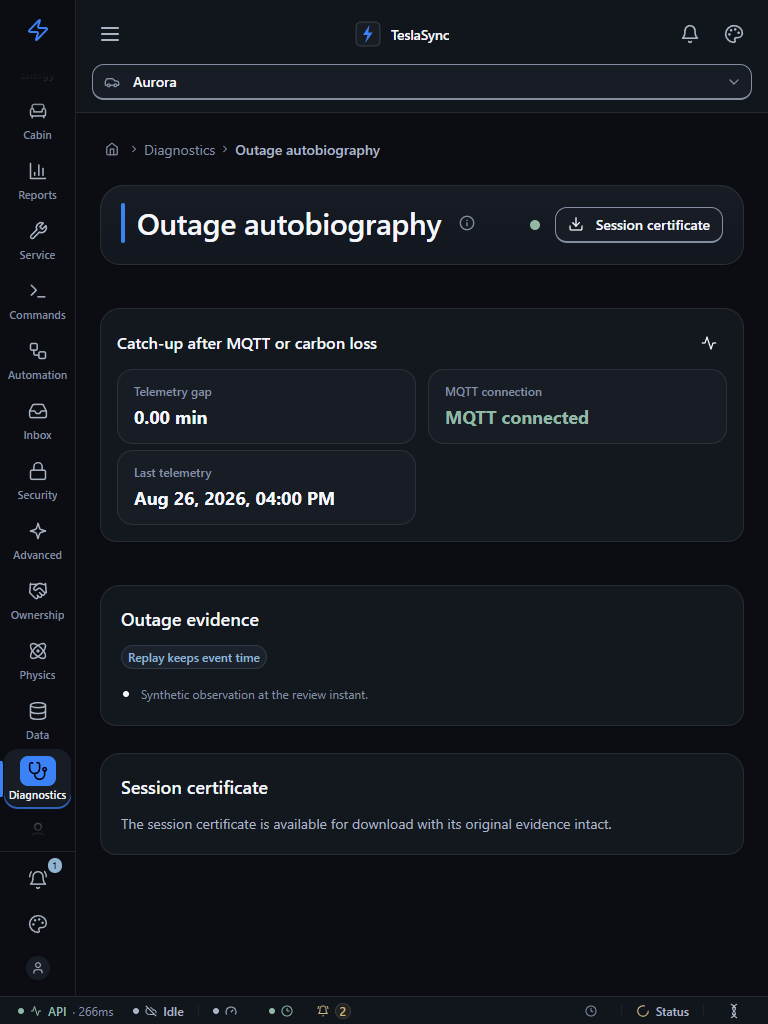 TeslaSync
Aurora
Energy
Cabin
Reports
Service
Commands
Automation
Inbox
Security
Advanced
Ownership
Physics
Data
Diagnostics
1
Diagnostics > Outage autobiography
Outage autobiography
Session certificate
Catch-up after MQTT or carbon loss
Telemetry gap
0.00 min
MQTT connection
MQTT connected
Last telemetry
Aug 26, 2026, 04:00 PM
Outage evidence
Replay keeps event time
Synthetic observation at the review instant.
Session certificate
The session certificate is available for download with its original evidence intact.
API · 266ms
Idle
2
Status